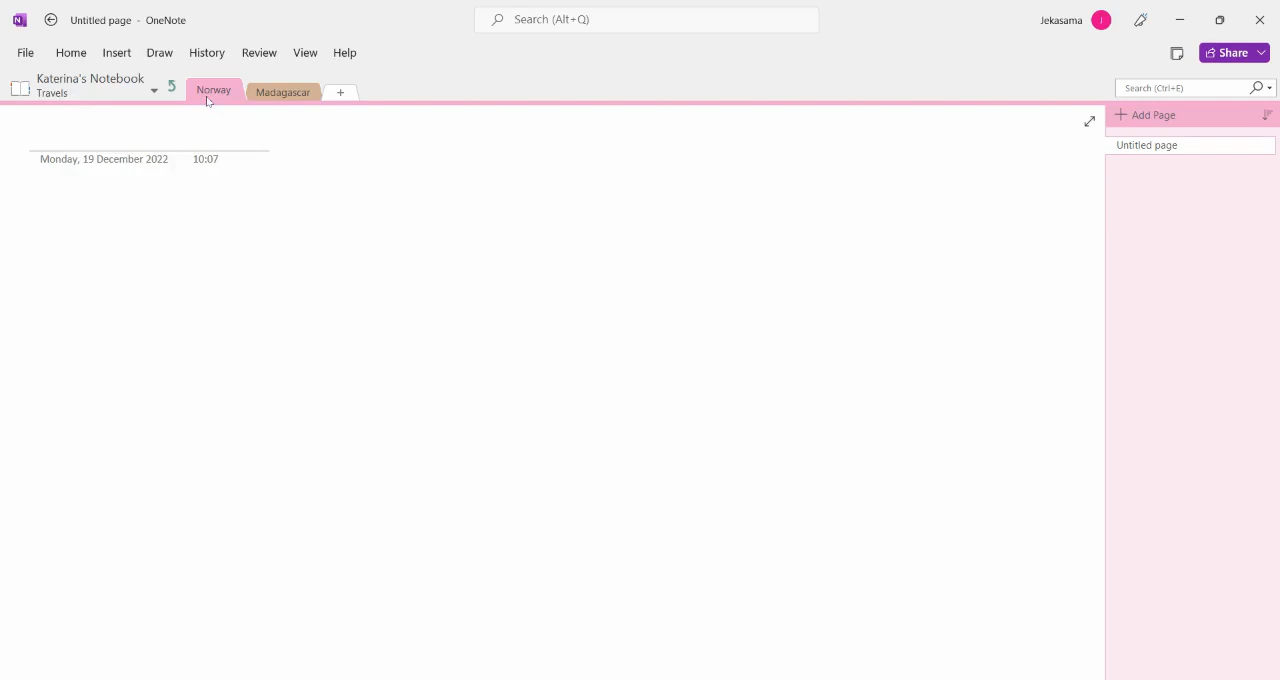 Untitled page - OneNote
Search (Alt+Q)
Jekasama
J
File Home Insert Draw History Review View Help
Share
Katerina's Notebook
Travels
Norway
Madagascar
+
Search (Ctrl+E)
Add Page
Untitled page
Monday, 19 December 2022 10:07